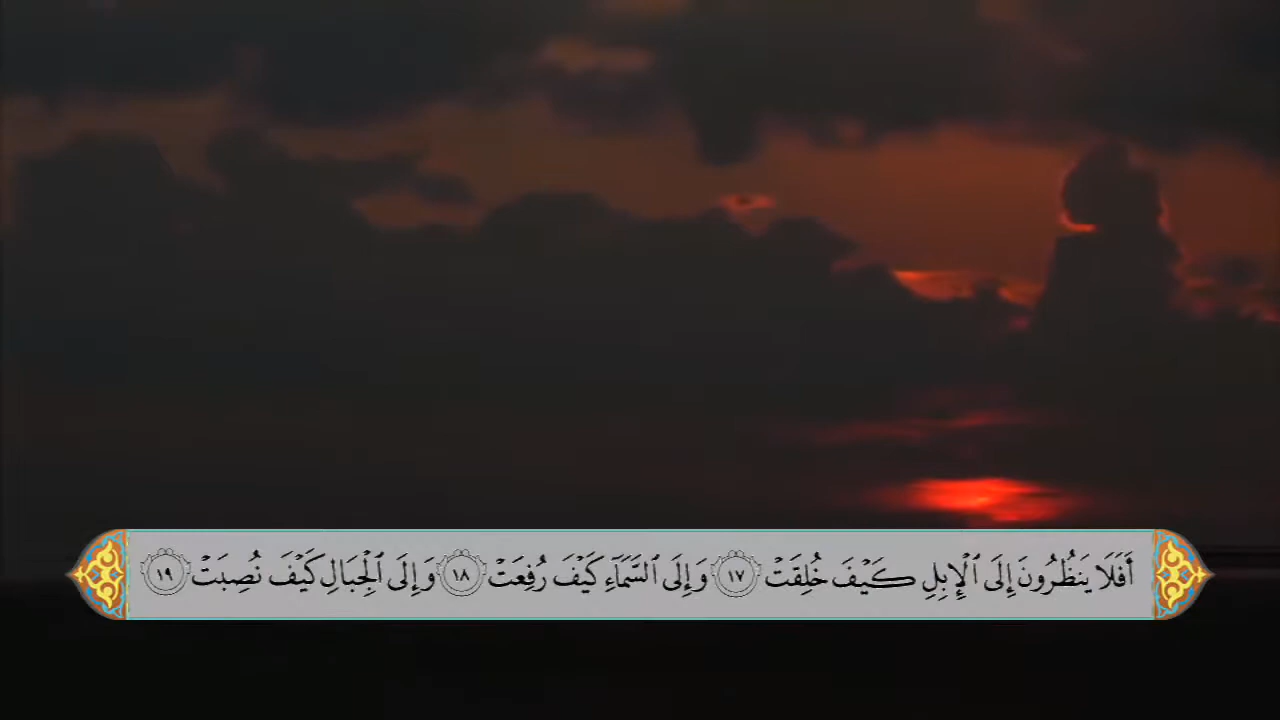 أَفَلَا يَنظُرُونَ إِلَى ٱلْإِبِلِ كَيْفَ خُلِقَتْ ١٧ وَإِلَى ٱلسَّمَآءِ كَيْفَ رُفِعَتْ ١٨ وَإِلَى ٱلْجِبَالِ كَيْفَ نُصِبَتْ ١٩